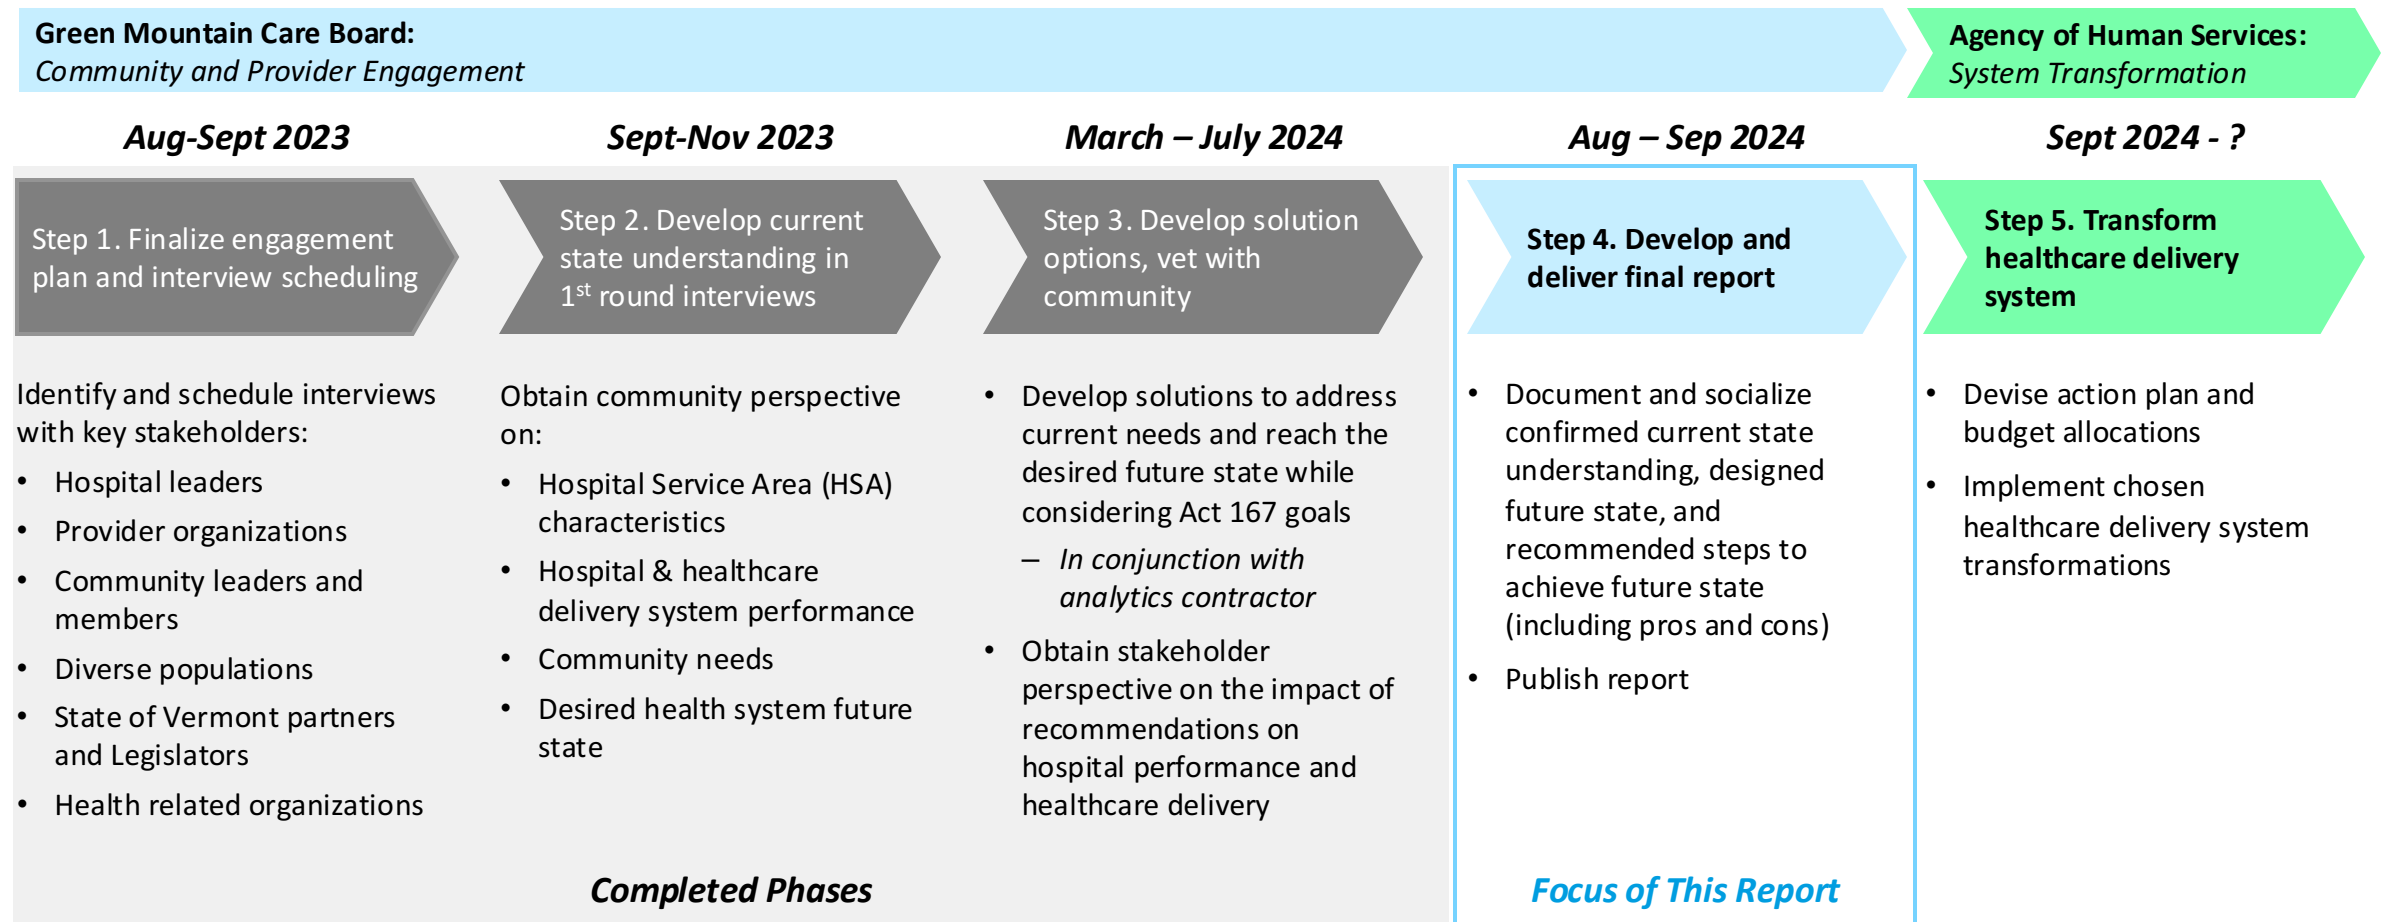 Green Mountain Care Board:
Community and Provider Engagement
Agency of Human Services:
System Transformation
Aug-Sept 2023
Sept-Nov 2023
March – July 2024
Aug – Sep 2024
Sept 2024 - ?
Step 1. Finalize engagement
plan and interview scheduling
Step 2. Develop current
state understanding in
1st round interviews
Step 3. Develop solution
options, vet with
community
Step 4. Develop and
deliver final report
Step 5. Transform
healthcare delivery
system
Identify and schedule interviews
with key stakeholders:
• Hospital leaders
• Provider organizations
• Community leaders and
members
• Diverse populations
• State of Vermont partners
and Legislators
• Health related organizations
Obtain community perspective
on:
• Hospital Service Area (HSA)
characteristics
• Hospital & healthcare
delivery system performance
• Community needs
• Desired health system future
state
• Develop solutions to address
current needs and reach the
desired future state while
considering Act 167 goals
– In conjunction with
analytics contractor
• Obtain stakeholder
perspective on the impact of
recommendations on
hospital performance and
healthcare delivery
• Document and socialize
confirmed current state
understanding, designed
future state, and
recommended steps to
achieve future state
(including pros and cons)
• Publish report
• Devise action plan and
budget allocations
• Implement chosen
healthcare delivery system
transformations
Completed Phases
Focus of This Report